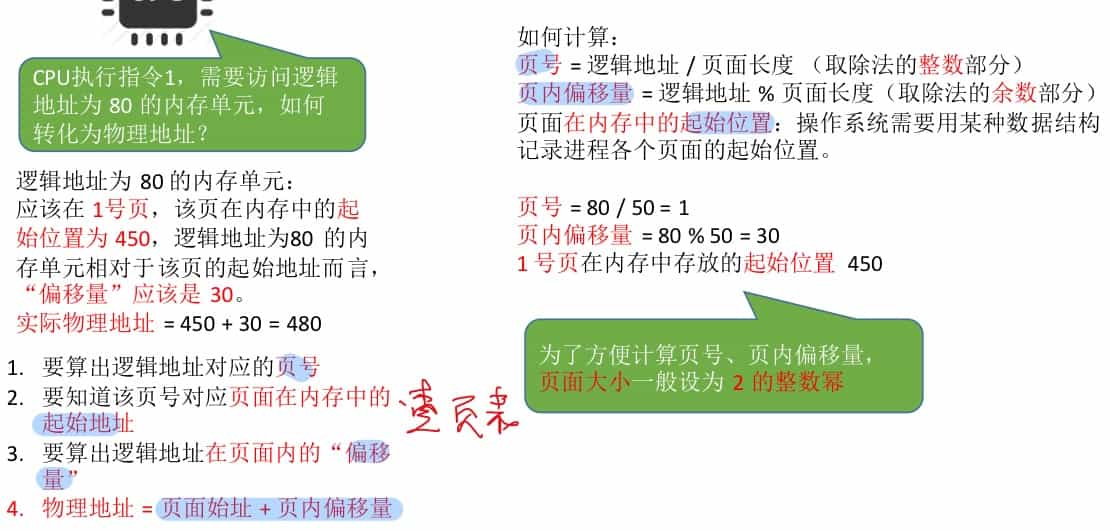 CPU执行指令1，需要访问逻辑
地址为 80 的内存单元，如何
转化为物理地址？
逻辑地址为 80 的内存单元：
应该在 1号页，该页在内存中的起
始位置为 450，逻辑地址为80 的内
存单元相对于该页的起始地址而言，
“偏移量”应该是 30。
实际物理地址 = 450 + 30 = 480
1. 要算出逻辑地址对应的页号
2. 要知道该页号对应页面在内存中的
起始地址
3. 要算出逻辑地址在页面内的“偏移
量”
4. 物理地址 = 页面始址 + 页内偏移量
查页表
如何计算：
页号 = 逻辑地址 / 页面长度 （取除法的整数部分）
页内偏移量 = 逻辑地址 % 页面长度（取除法的余数部分）
页面在内存中的起始位置：操作系统需要用某种数据结构
记录进程各个页面的起始位置。
页号 = 80 / 50 = 1
页内偏移量 = 80 % 50 = 30
1 号页在内存中存放的起始位置 450
为了方便计算页号、页内偏移量，
页面大小一般设为 2 的整数幂